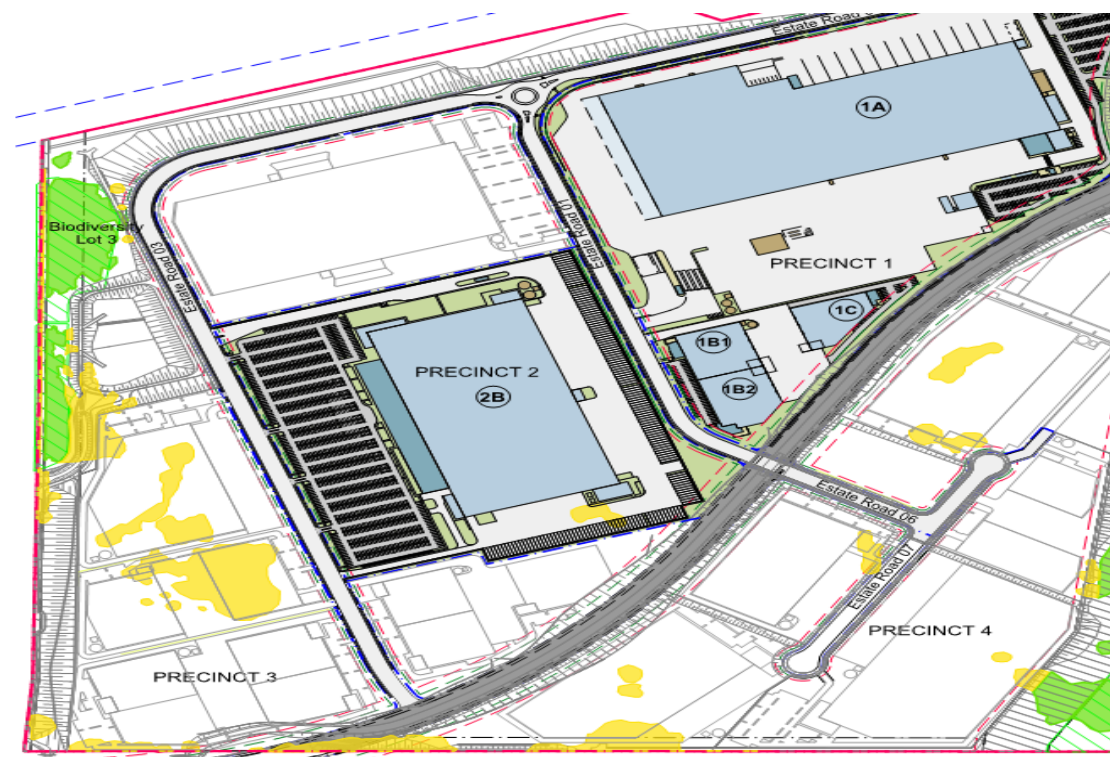 Estate Road 0
1A
Biodiversity
Lot 3
Estate Road 01
Estate Road 03
PRECINCT 1
1C
1B1
PRECINCT 2
1B2
2B
Estate Road 06
Estate Road 07
PRECINCT 4
PRECINCT 3